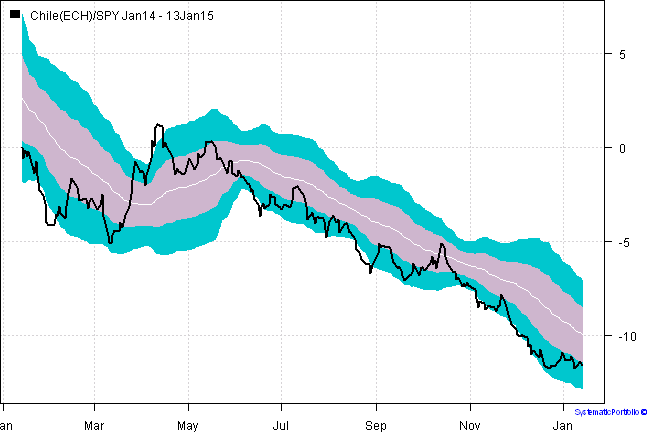 Chile(ECH)/SPY Jan14 - 13Jan15
5
0
-5
-10
an Mar May Jul Sep Nov Jan
SystematicPortfolio ©